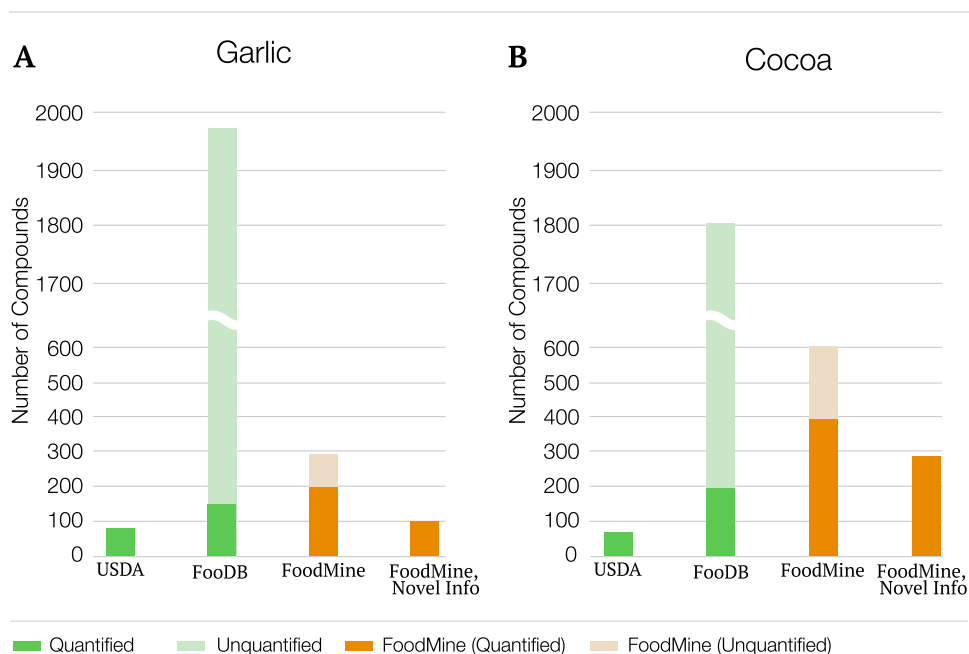 A
Garlic
Number of Compounds
2000
1900
1800
1700
600
500
400
300
200
100
0
USDA
FooDB
FoodMine
FoodMine,
Novel Info
B
Cocoa
Number of Compounds
2000
1900
1800
1700
600
500
400
300
200
100
0
USDA
FooDB
FoodMine
FoodMine,
Novel Info
Quantified
Unquantified
FoodMine (Quantified)
FoodMine (Unquantified)